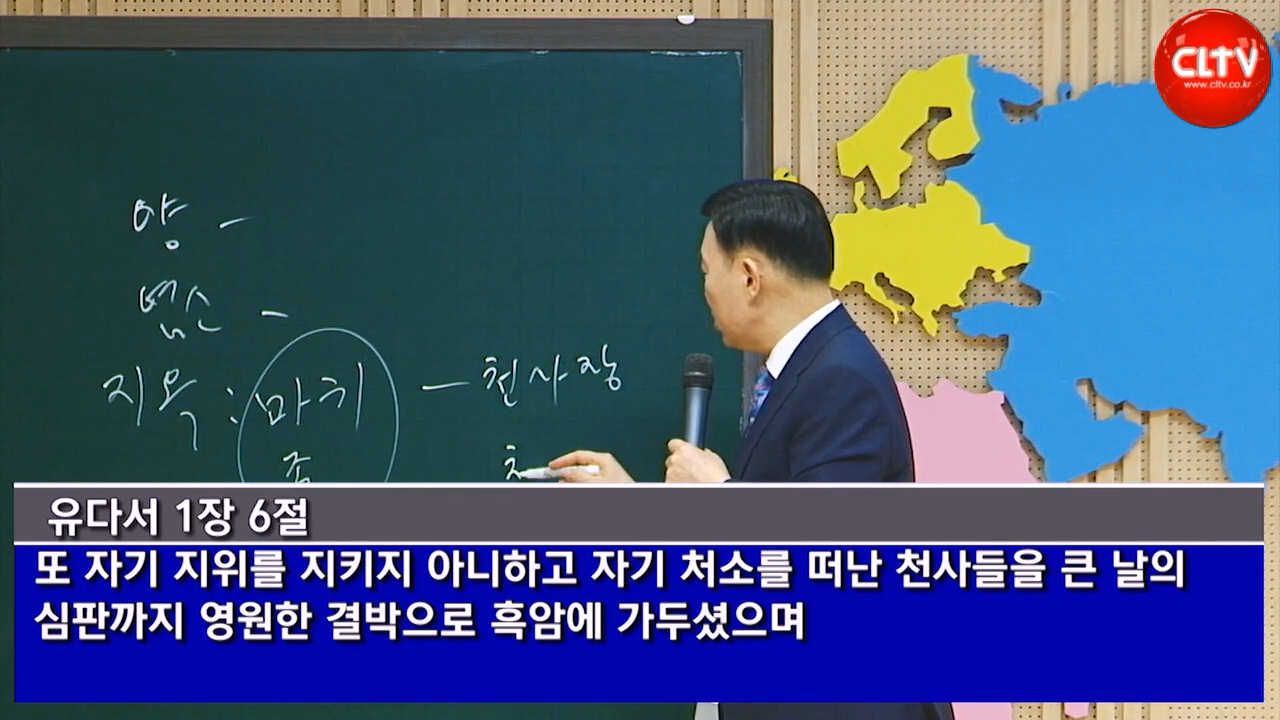 CLTV
www.cltv.co.kr
양 -
염소 -
지옥 : 마귀 - 천사장
유다서 1장 6절
또 자기 지위를 지키지 아니하고 자기 처소를 떠난 천사들을 큰 날의
심판까지 영원한 결박으로 흑암에 가두셨으며